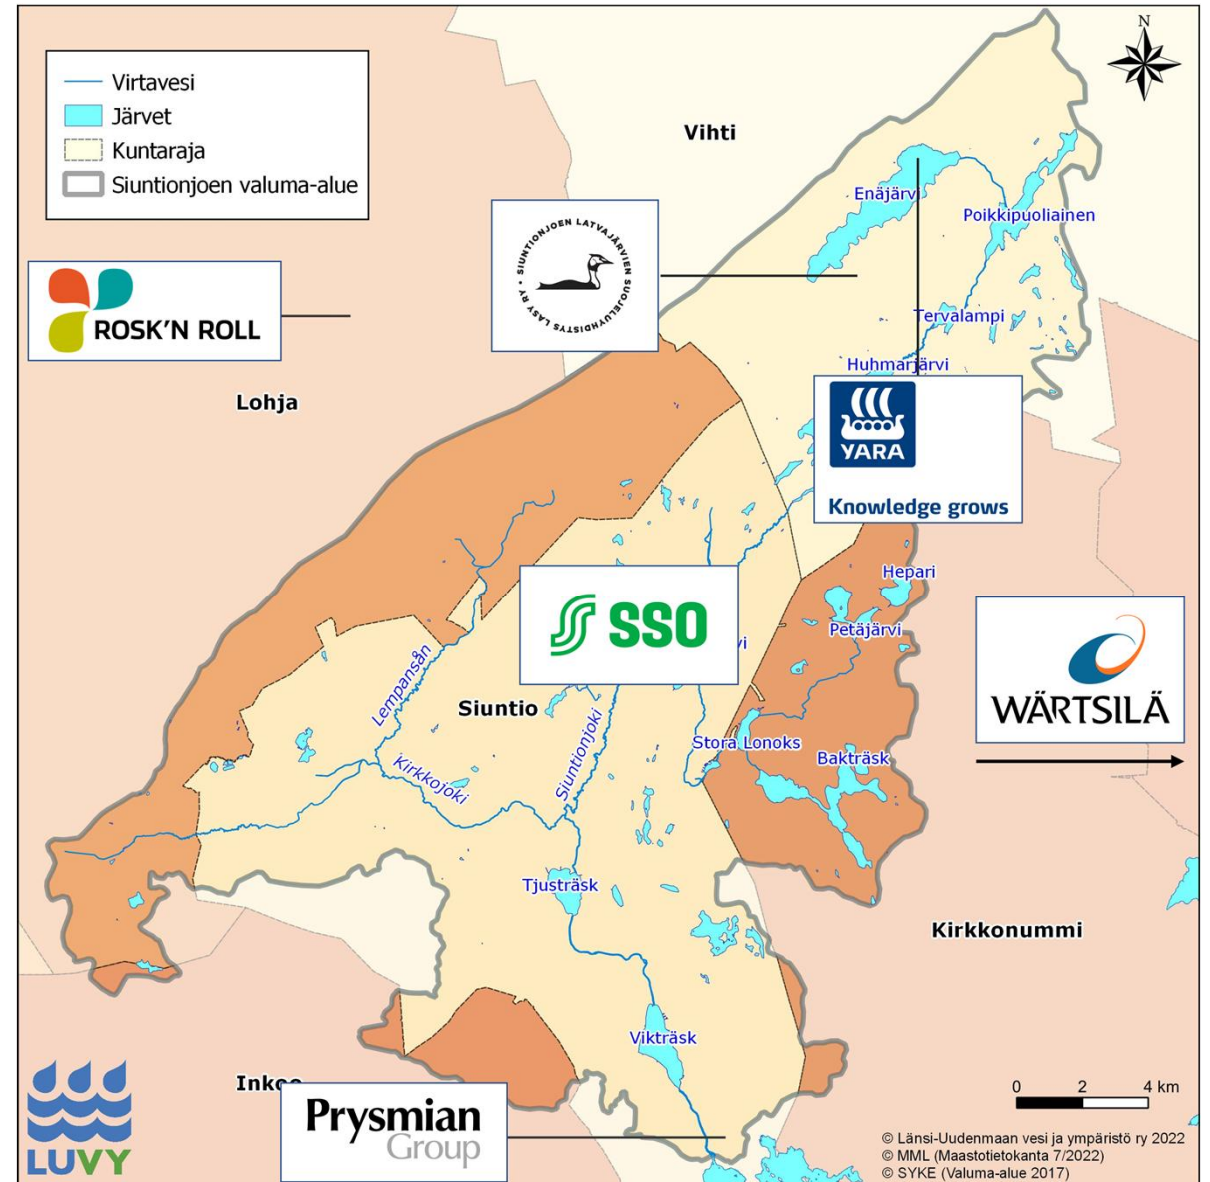 N
Virtavesi
Järvet
Kuntaraja
Siuntionjoen valuma-alue
Vihti
Enäjärvi
Poikkipuoliainen
SIUNTIONJOEN LATVAJÄRVIEN SUOJELUYHDISTYS LASY RY •
ROSK'N ROLL
Tervalampi
Huhmarjärvi
Lohja
YARA
Knowledge grows
Hepari
SSO
Petäjärvi
vi
Lempansån
WÄRTSILÄ
Siuntio
Siuntionjoki
Stora Lonoks
Bakträsk
Kirkkojoki
Tjusträsk
Kirkkonummi
Vikträsk
LUVY
Inkoo
Prysmian
Group
0 2 4 km
© Länsi-Uudenmaan vesi ja ympäristö ry 2022
© MML (Maastotietokanta 7/2022)
© SYKE (Valuma-alue 2017)